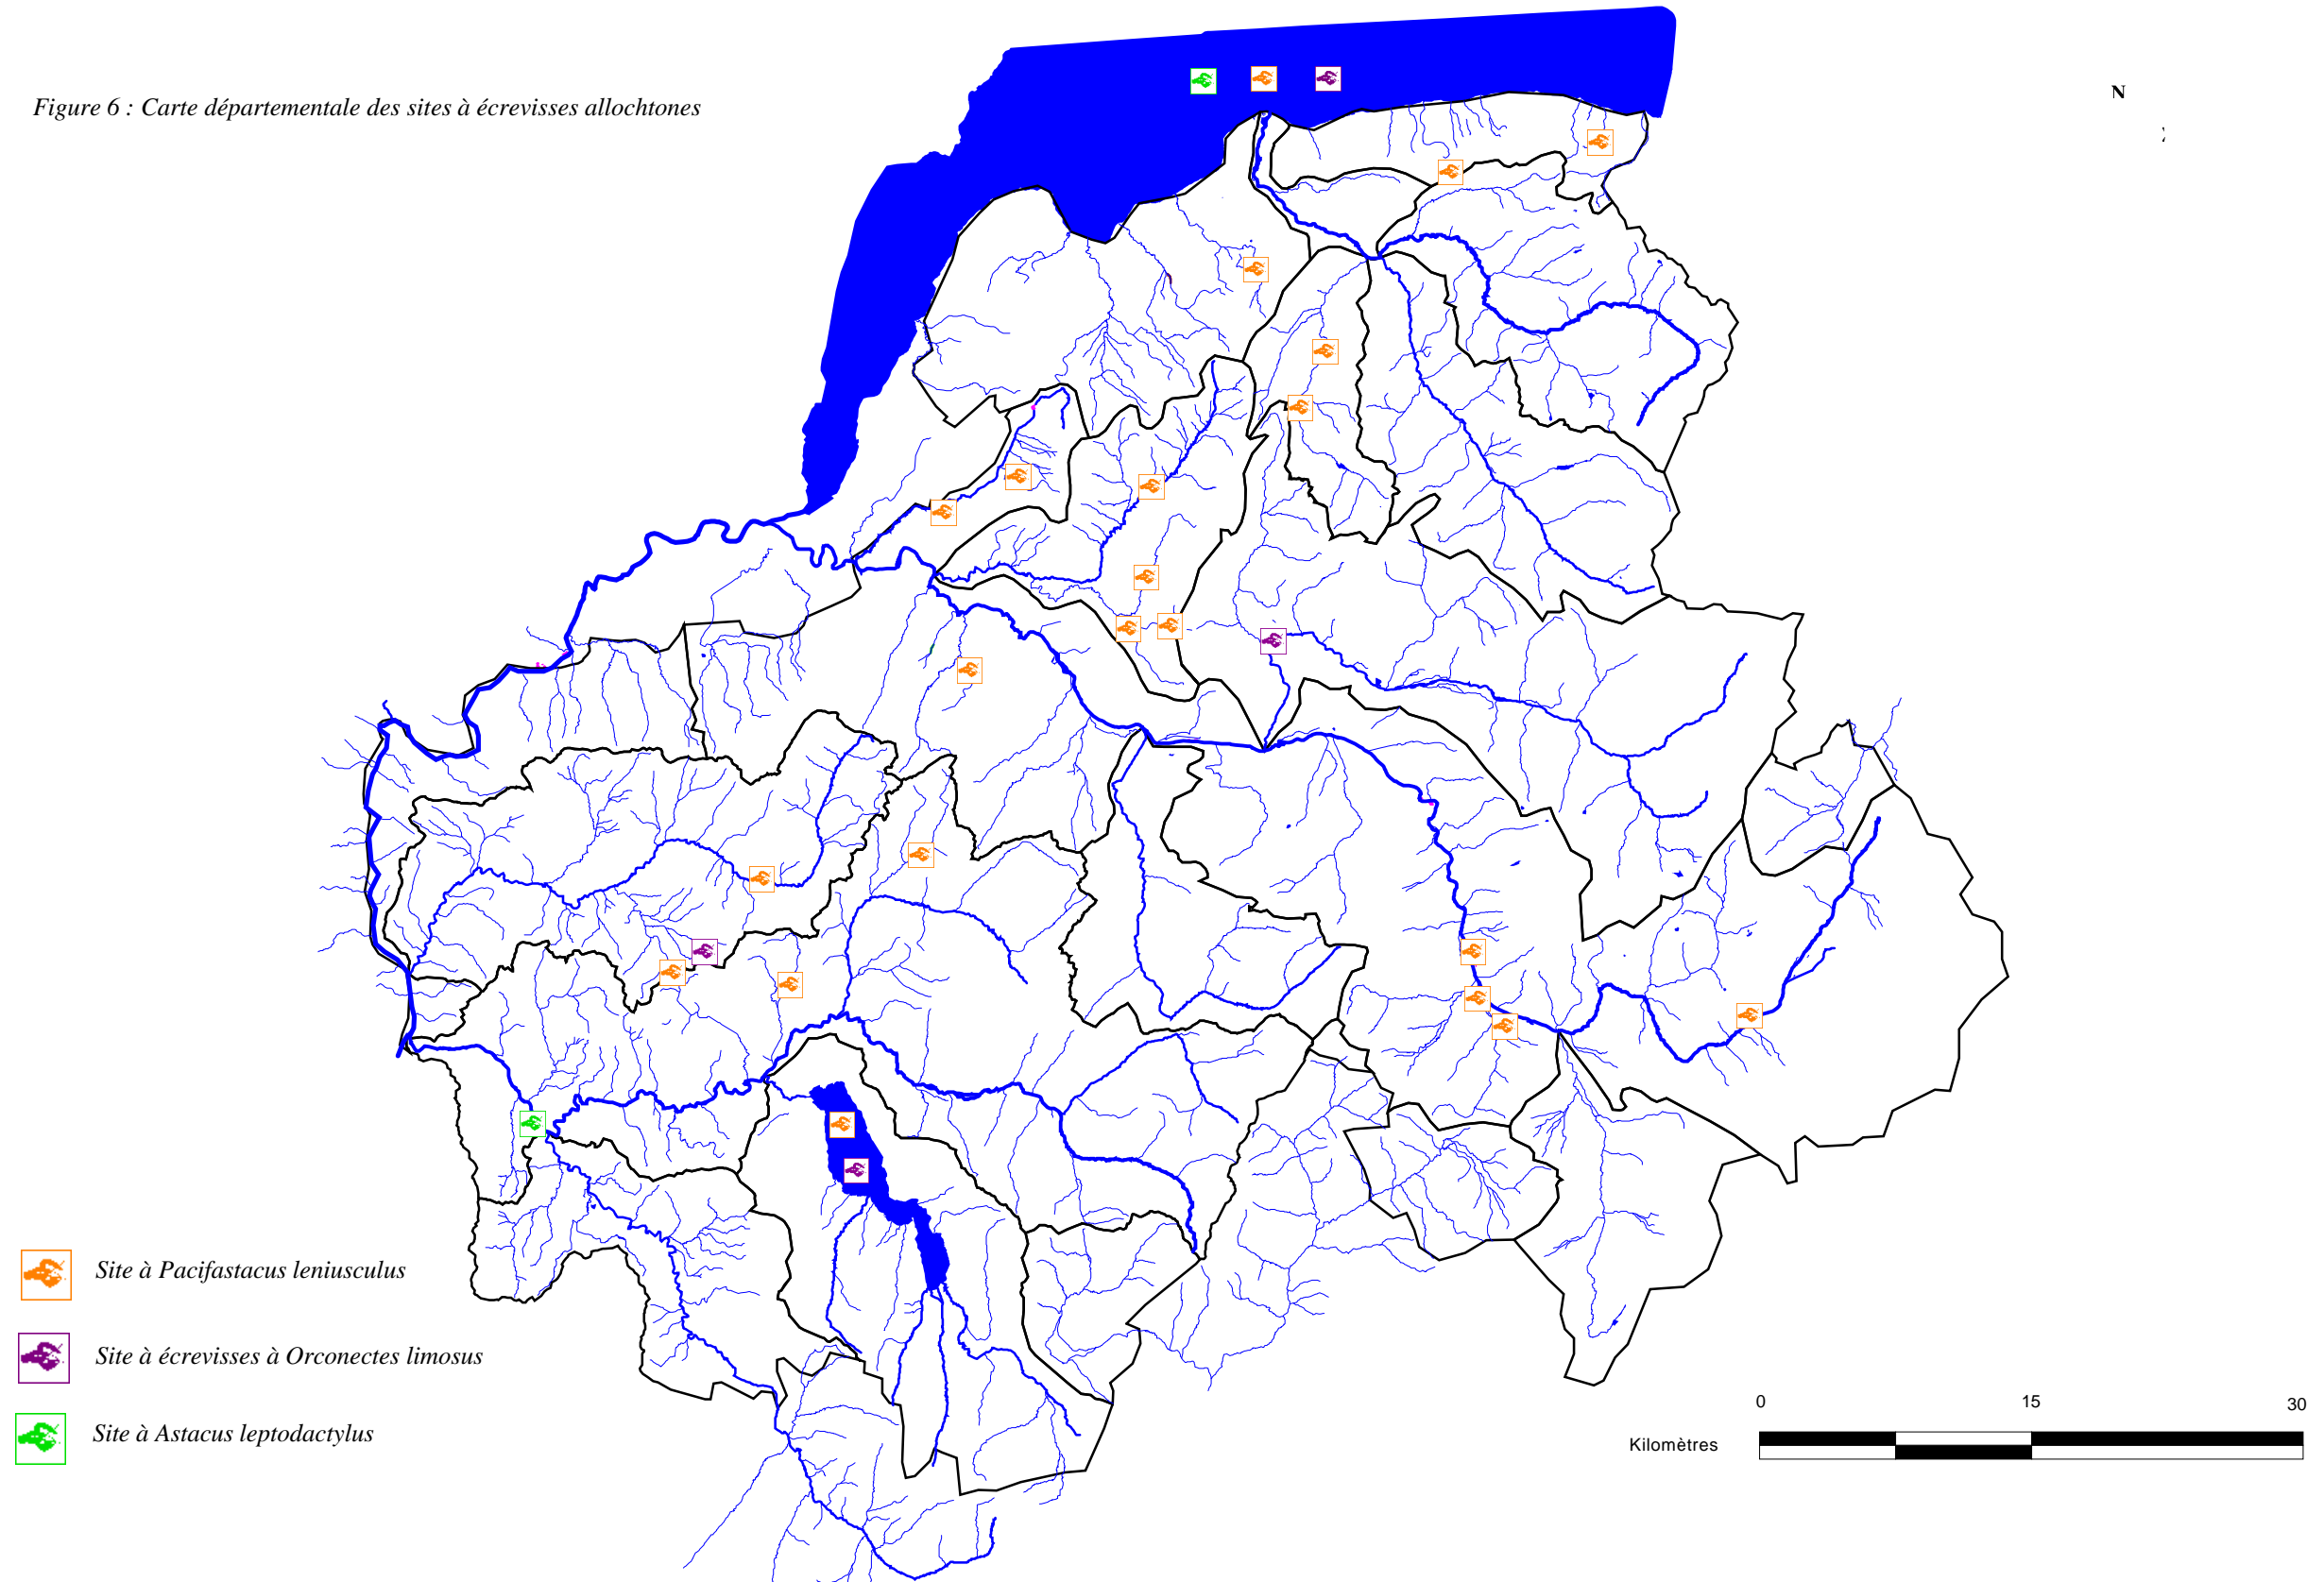 Figure 6 : Carte départementale des sites à écrevisses allochtones
N
Site à Pacifastacus leniusculus
Site à écrevisses à Orconectes limosus
Site à Astacus leptodactylus
0 15 30
Kilomètres